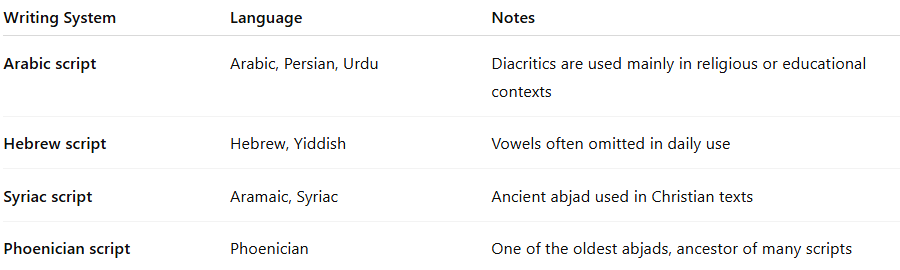 Writing System Language Notes
Arabic script Arabic, Persian, Urdu Diacritics are used mainly in religious or educational
contexts
Hebrew script Hebrew, Yiddish Vowels often omitted in daily use
Syriac script Aramaic, Syriac Ancient abjad used in Christian texts
Phoenician script Phoenician One of the oldest abjads, ancestor of many scripts